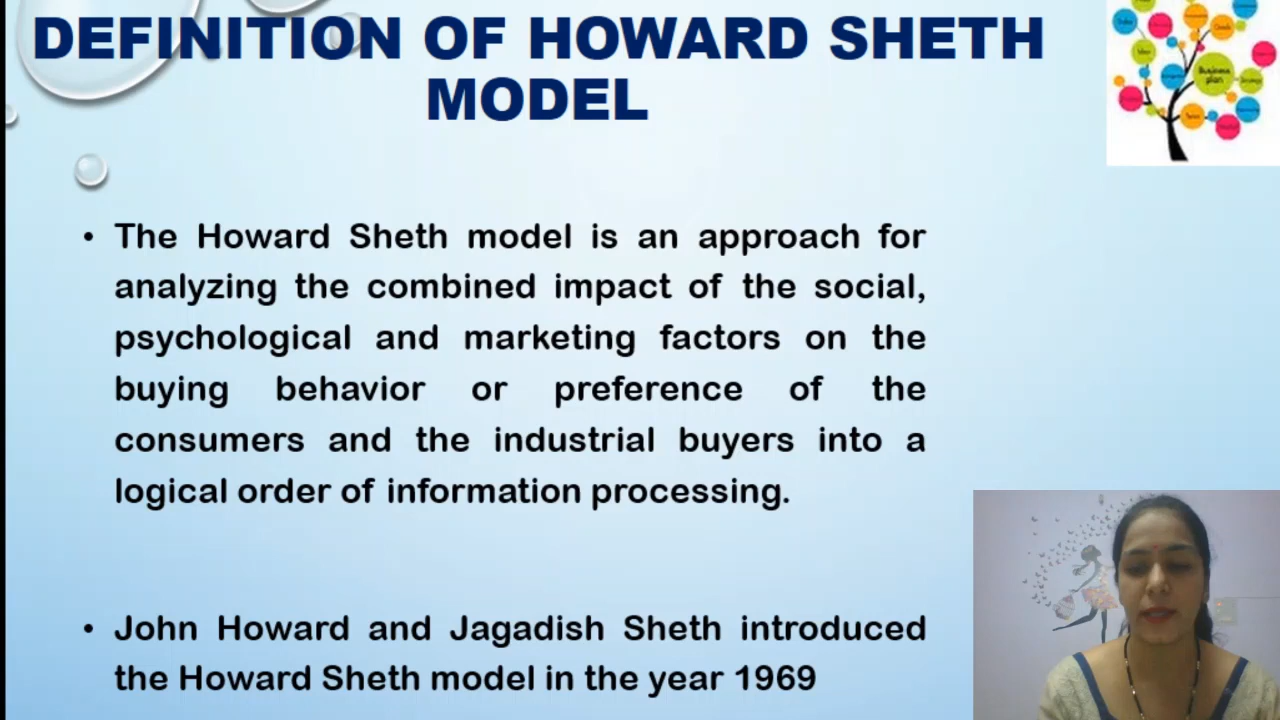 DEFINITION OF HOWARD SHETH
MODEL
Business
plan
• The Howard Sheth model is an approach for
analyzing the combined impact of the social,
psychological and marketing factors on the
buying behavior or preference of the
consumers and the industrial buyers into a
logical order of information processing.
• John Howard and Jagadish Sheth introduced
the Howard Sheth model in the year 1969